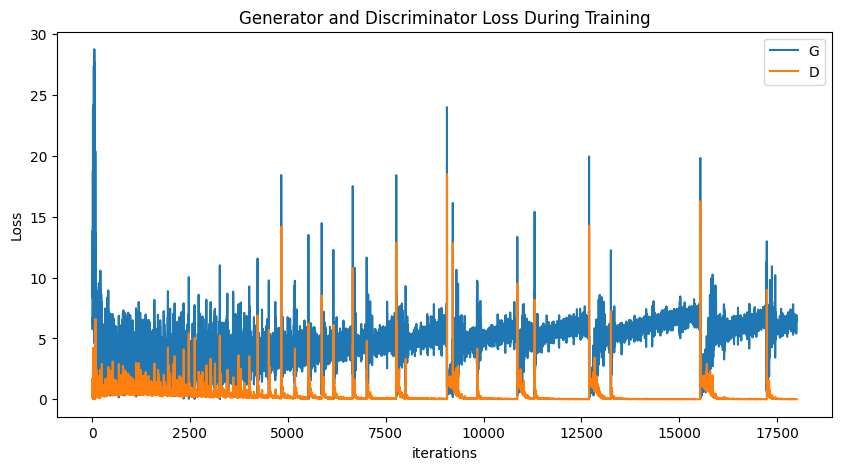 Generator and Discriminator Loss During Training
G
D
30
25
20
15
10
5
0
Loss
0 2500 5000 7500 10000 12500 15000 17500
iterations